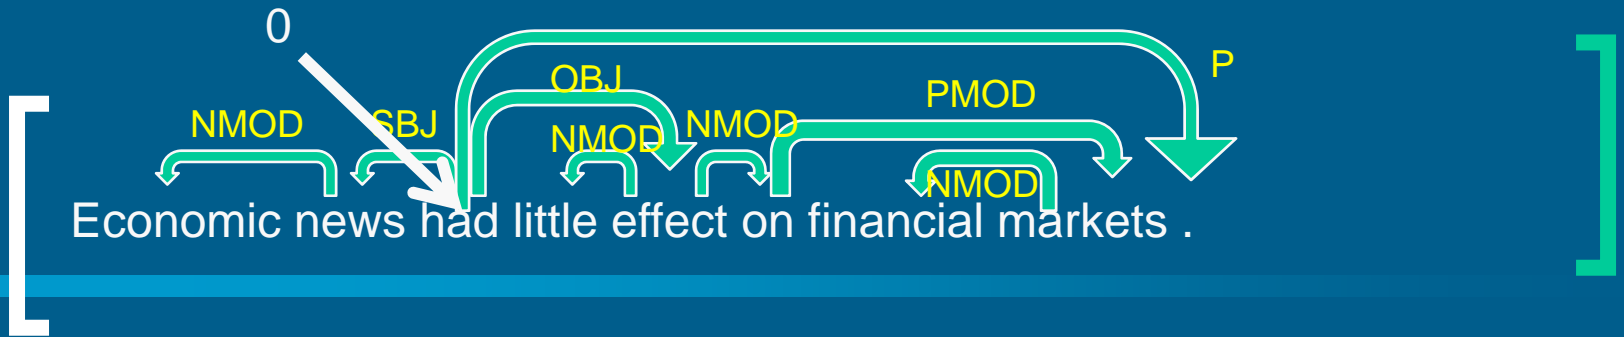 0
P
OBJ
PMOD
NMOD SBJ NMOD NMOD
NMOD
Economic news had little effect on financial markets .